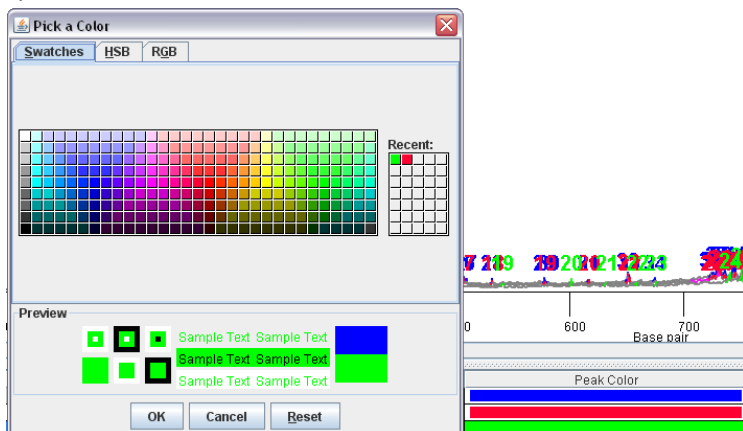 Pick a Color
Swatches HSB RGB
Recent:
Preview
Sample Text Sample Text
Sample Text Sample Text
Sample Text Sample Text
OK Cancel Reset
0 600 700
Base pair
Peak Color